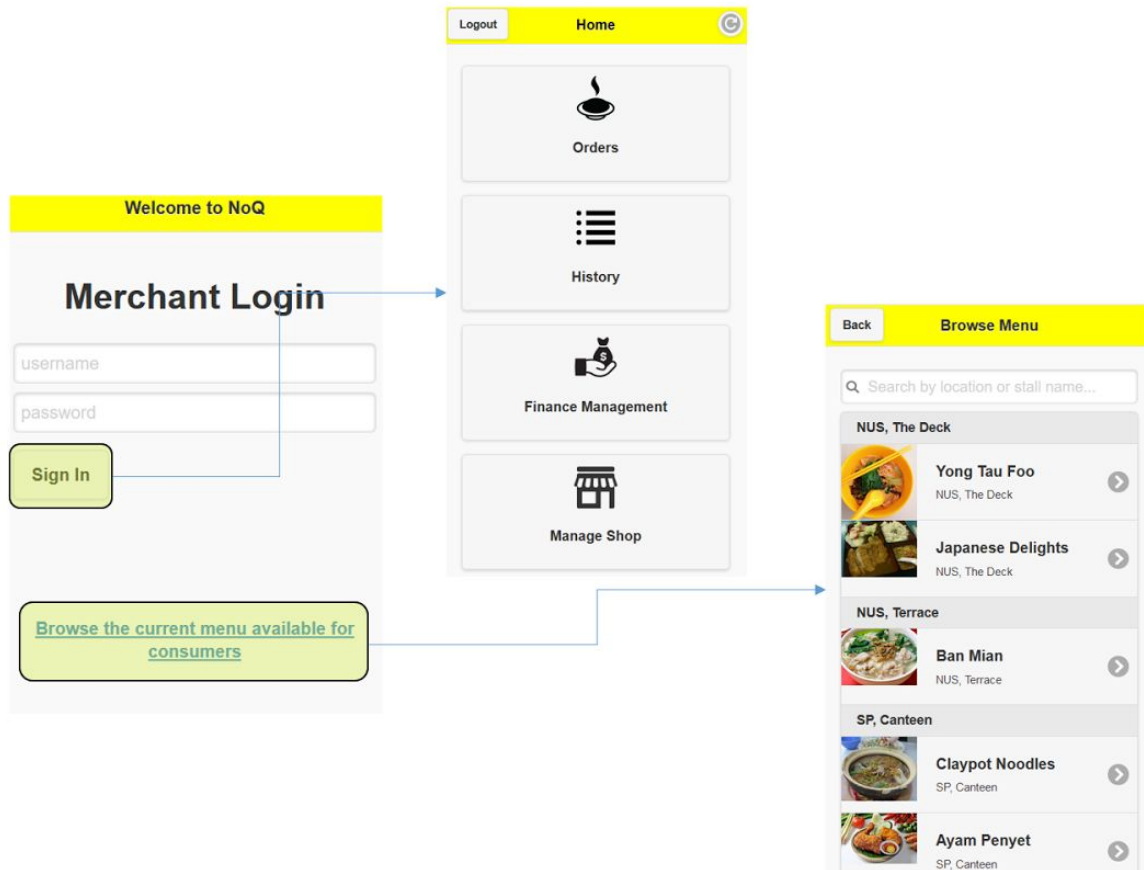 Logout
Home
Orders
History
Finance Management
Manage Shop
Welcome to NoQ
Merchant Login
username
password
Sign In
Browse the current menu available for
consumers
Back
Browse Menu
Search by location or stall name...
NUS, The Deck
Yong Tau Foo
NUS, The Deck
Japanese Delights
NUS, The Deck
NUS, Terrace
Ban Mian
NUS, Terrace
SP, Canteen
Claypot Noodles
SP, Canteen
Ayam Penyet
SP, Canteen